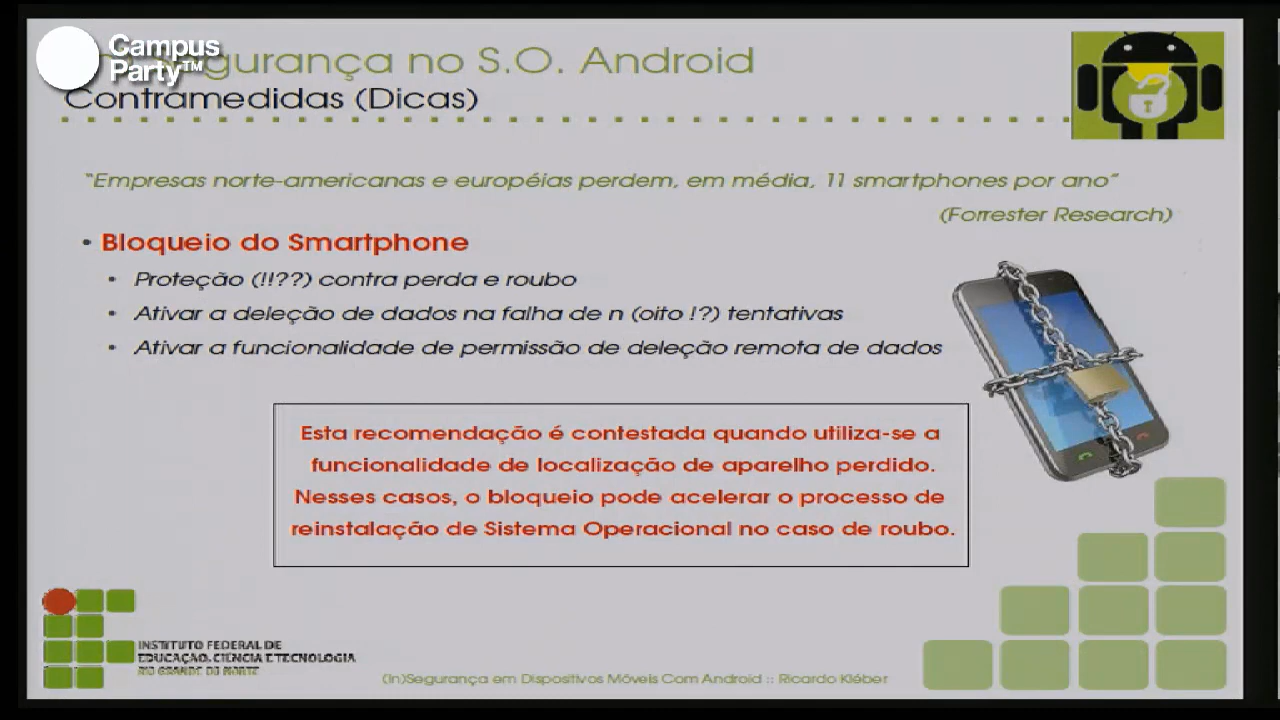 Campus
Party™
Segurança no S.O. Android
Contramedidas (Dicas)
"Empresas norte-americanas e européias perdem, em média, 11 smartphones por ano"
(Forrester Research)
• Bloqueio do Smartphone
• Proteção (!!??) contra perda e roubo
• Ativar a deleção de dados na falha de n (oito !?) tentativas
• Ativar a funcionalidade de permissão de deleção remota de dados
Esta recomendação é contestada quando utiliza-se a
funcionalidade de localização de aparelho perdido.
Nesses casos, o bloqueio pode acelerar o processo de
reinstalação de Sistema Operacional no caso de roubo.
INSTITUTO FEDERAL DE
EDUCAÇÃO, CIÊNCIA E TECNOLOGIA
RIO GRANDE DO NORTE
(In)Segurança em Dispositivos Móveis Com Android :: Ricardo Kléber